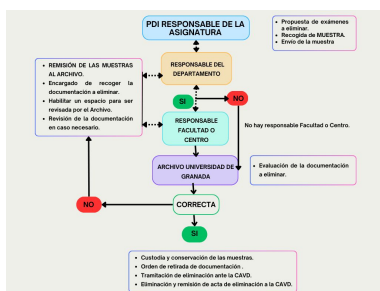 PDI RESPONSABLE DE LA
ASIGNATURA
• Propuesta de exámenes
a eliminar.
• Recogida de MUESTRA.
• Envío de la muestra
RESPONSABLE DEL
DEPARTAMENTO
• REMISIÓN DE LAS MUESTRAS
AL ARCHIVO.
• Encargado de recoger la
documentación a eliminar.
• Habilitar un espacio para ser
revisada por el Archivo.
• Revisión de la documentación
en caso necesario.
SI
NO
RESPONSABLE
FACULTAD O
CENTRO
No hay responsable Facultad o Centro.
ARCHIVO UNIVERSIDAD DE
GRANADA
• Evaluación de la documentación
a eliminar.
NO
CORRECTA
SI
• Custodia y conservación de las muestras.
• Orden de retirada de documentación .
• Tramitación de eliminación ante la CAVD.
• Eliminación y remisión de acta de eliminación a la CAVD.